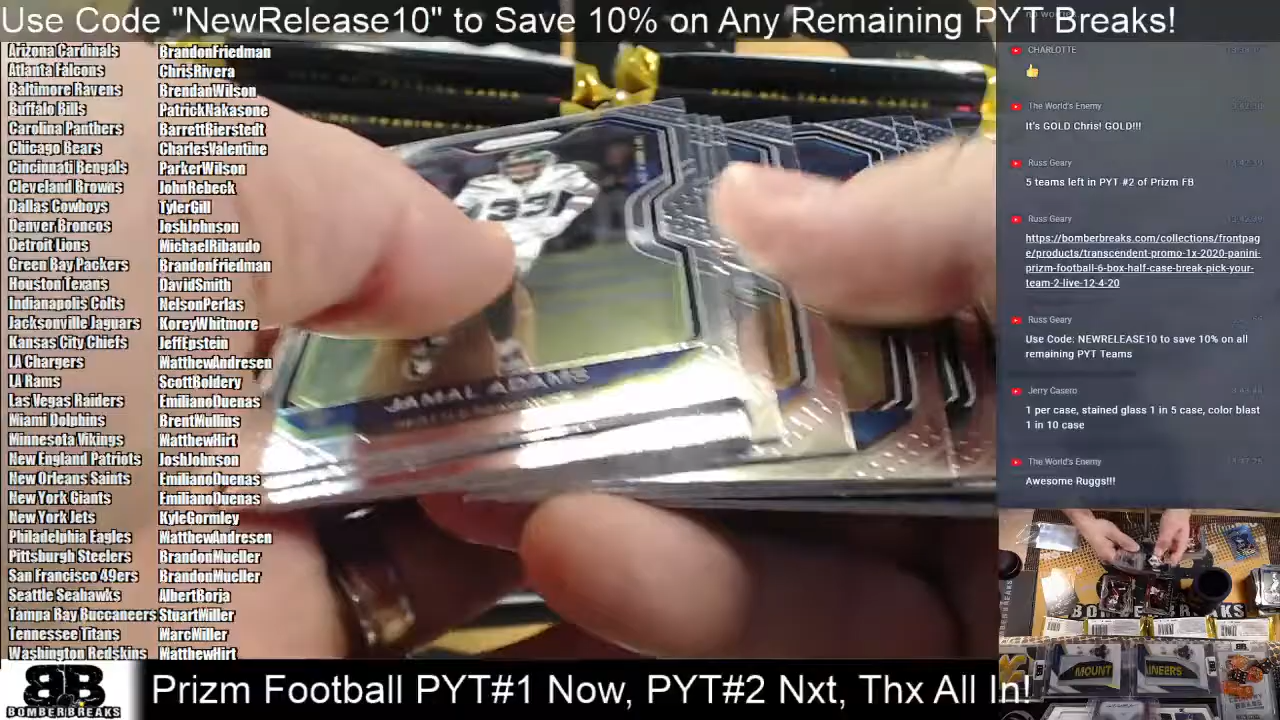 Use Code "NewRelease10" to Save 10% on Any Remaining PYT Breaks!
Arizona Cardinals BrandonFriedman
Atlanta Falcons ChrisRivera
Baltimore Ravens BrendanWilson
Buffalo Bills PatrickNakasone
Carolina Panthers BarrettBierstedt
Chicago Bears CharlesValentine
Cincinnati Bengals ParkerWilson
Cleveland Browns JohnRebeck
Dallas Cowboys TylerGill
Denver Broncos JoshJohnson
Detroit Lions MichaelRibaudo
Green Bay Packers BrandonFriedman
Houston Texans DavidSmith
Indianapolis Colts NelsonPerlas
Jacksonville Jaguars KoreyWhitmore
Kansas City Chiefs JeffEpstein
LA Chargers MatthewAndresen
LA Rams ScottBoldery
Las Vegas Raiders EmilianoDuenas
Miami Dolphins BrentMullins
Minnesota Vikings MatthewHirt
New England Patriots JoshJohnson
New Orleans Saints EmilianoDuenas
New York Giants EmilianoDuenas
New York Jets KyleGormley
Philadelphia Eagles MatthewAndresen
Pittsburgh Steelers BrandonMueller
San Francisco 49ers BrandonMueller
Seattle Seahawks AlbertBorja
Tampa Bay Buccaneers StuartMiller
Tennessee Titans MarcMiller
Washington Redskins MatthewHirt
33
JAMAL ADAMS
CHARLOTTE
👍
The World's Enemy
It's GOLD Chris! GOLD!!!
Russ Geary
5 teams left in PYT #2 of Prizm FB
Russ Geary
https://bomberbreaks.com/collections/frontpag
e/products/transcendent-promo-1x-2020-panini-
prizm-football-6-box-half-case-break-pick-your-
team-2-live-12-4-20
Russ Geary
Use Code: NEWRELEASE10 to save 10% on all
remaining PYT Teams
Jerry Casero
1 per case, stained glass 1 in 5 case, color blast
1 in 10 case
The World's Enemy
Awesome Ruggs!!!
BOMBERBREAKS
MOUNT
AINEERS
BB
BOMBERBREAKS
Prizm Football PYT#1 Now, PYT#2 Nxt, Thx All In!